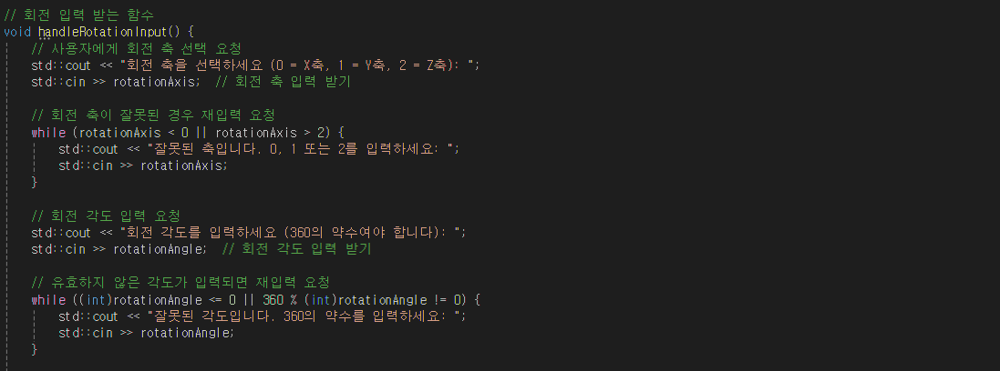 // 회전 입력 받는 함수
void handleRotationInput() {
// 사용자에게 회전 축 선택 요청
std::cout << "회전 축을 선택하세요 (0 = X축, 1 = Y축, 2 = Z축): ";
std::cin >> rotationAxis;  // 회전 축 입력 받기
// 회전 축이 잘못된 경우 재입력 요청
while (rotationAxis < 0 || rotationAxis > 2) {
std::cout << "잘못된 축입니다. 0, 1 또는 2를 입력하세요: ";
std::cin >> rotationAxis;
}
// 회전 각도 입력 요청
std::cout << "회전 각도를 입력하세요 (360의 약수여야 합니다): ";
std::cin >> rotationAngle;  // 회전 각도 입력 받기
// 유효하지 않은 각도가 입력되면 재입력 요청
while ((int)rotationAngle <= 0 || 360 % (int)rotationAngle != 0) {
std::cout << "잘못된 각도입니다. 360의 약수를 입력하세요: ";
std::cin >> rotationAngle;
}